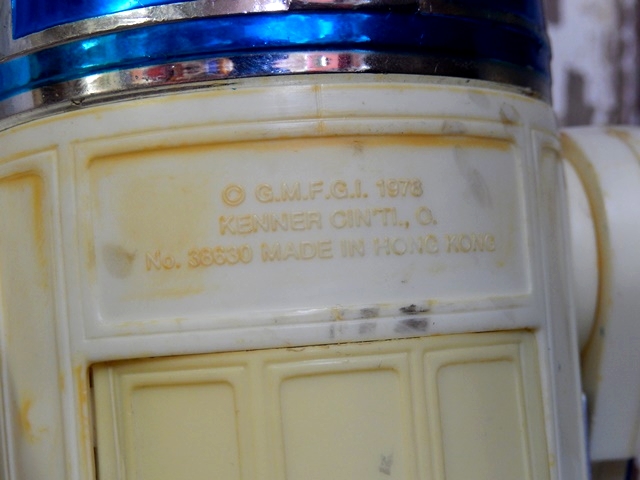 © G.M.F.G.I. 1978
KENNER CIN'TI., O.
No. 38630 MADE IN HONG KONG